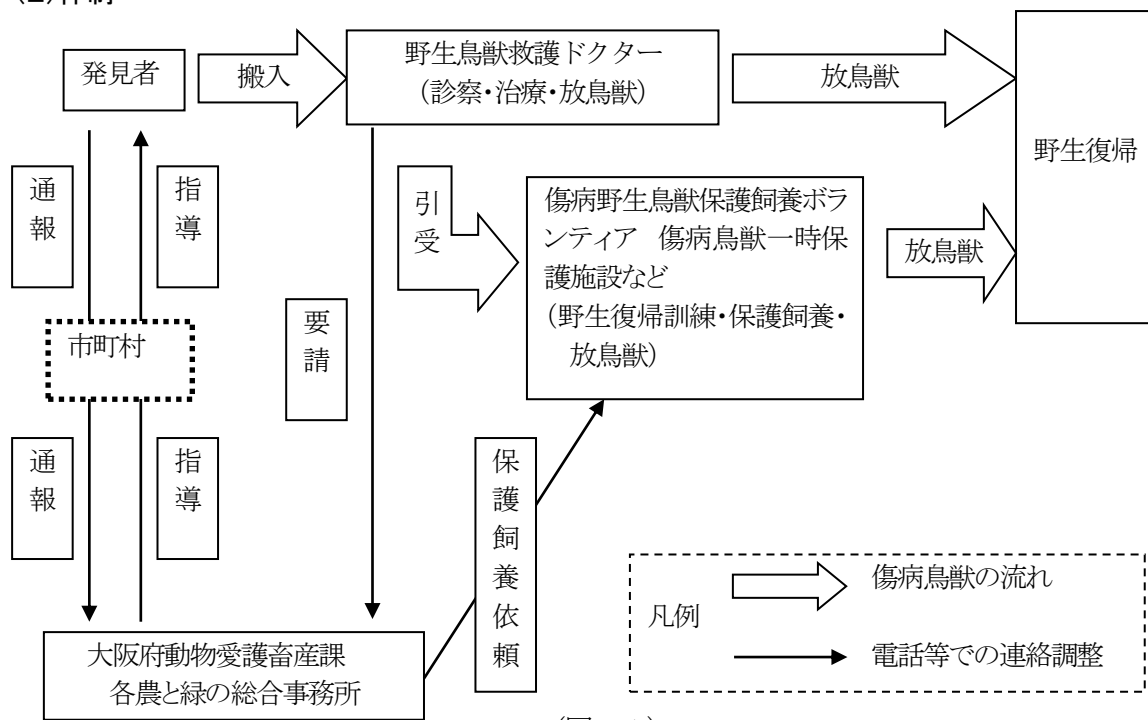 発見者
搬入
野生鳥獣救護ドクター
（診察・治療・放鳥獣）
放鳥獣
野生復帰
通報
指導
引受
傷病野生鳥獣保護飼養ボラ
ンティア　傷病鳥獣一時保
護施設など
（野生復帰訓練・保護飼養・
放鳥獣）
放鳥獣
市町村
要請
通報
指導
保護飼養依頼
大阪府動物愛護畜産課
各農と緑の総合事務所
凡例
傷病鳥獣の流れ
電話等での連絡調整